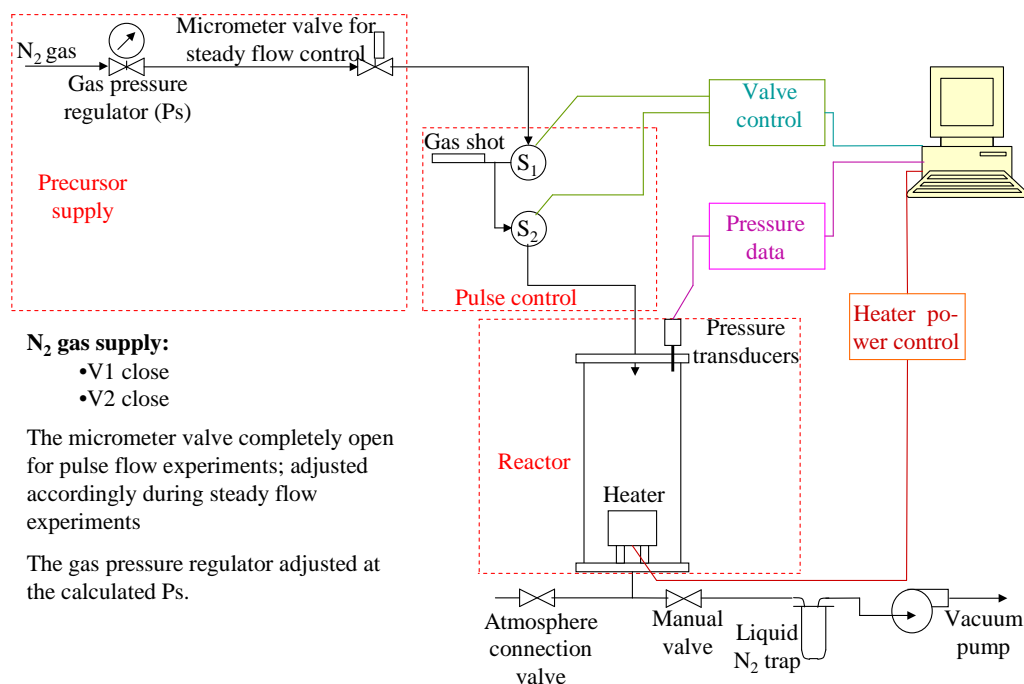 N2 gas
Micrometer valve for
steady flow control
Gas pressure
regulator (Ps)
Precursor
supply
Gas shot
S1
S2
Pulse control
Valve
control
Pressure
data
Heater po-
wer control
N2 gas supply:
•V1 close
•V2 close
The micrometer valve completely open
for pulse flow experiments; adjusted
accordingly during steady flow
experiments
The gas pressure regulator adjusted at
the calculated Ps.
Pressure
transducers
Reactor
Heater
Atmosphere
connection
valve
Manual
valve
Liquid
N2 trap
Vacuum
pump